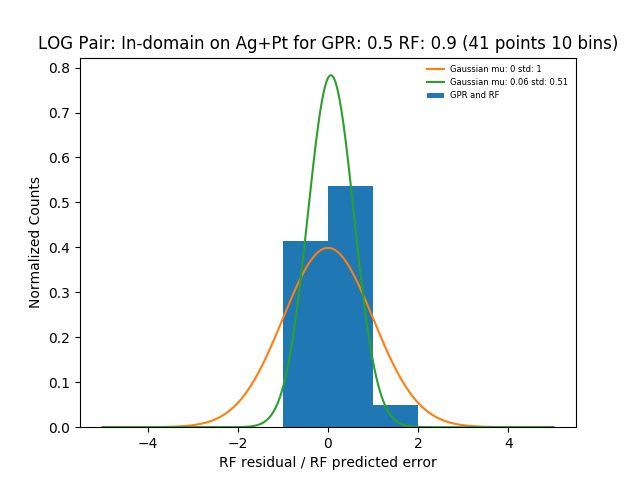 LOG Pair: In-domain on Ag+Pt for GPR: 0.5 RF: 0.9 (41 points 10 bins)
Gaussian mu: 0 std: 1
Gaussian mu: 0.06 std: 0.51
GPR and RF
Normalized Counts
0.8
0.7
0.6
0.5
0.4
0.3
0.2
0.1
0.0
−4 −2 0 2 4
RF residual / RF predicted error